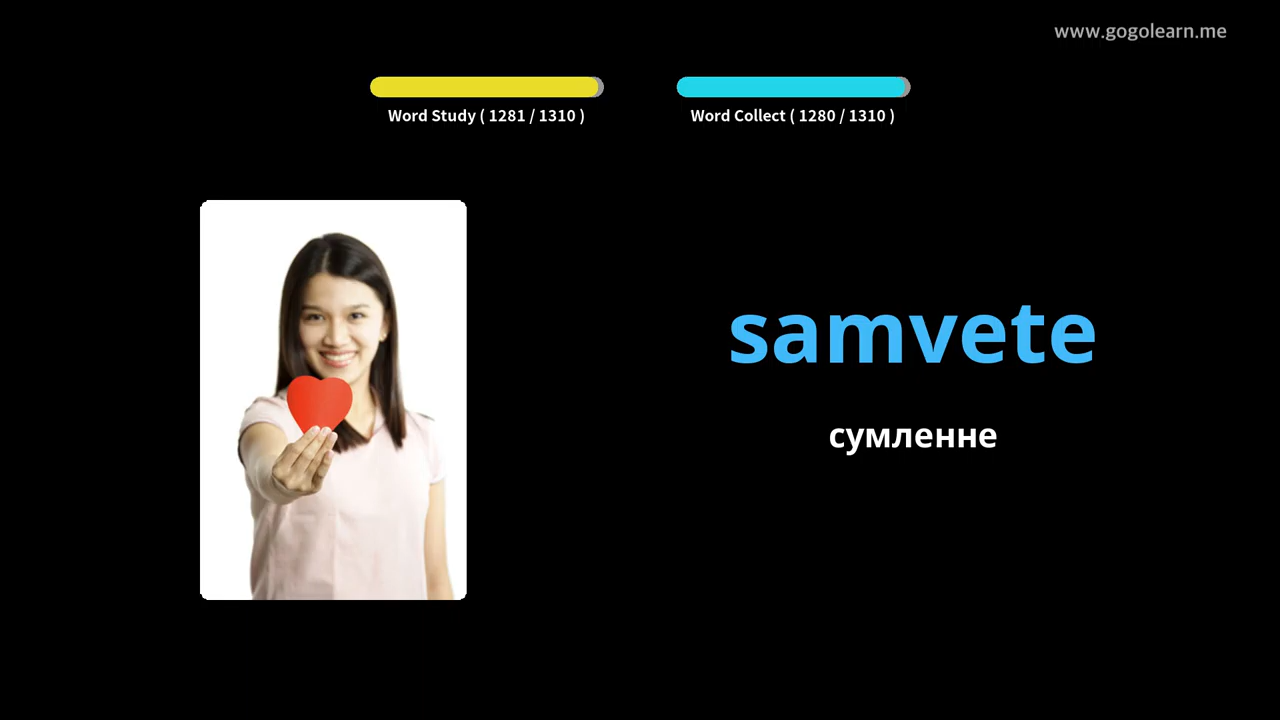 www.gogolearn.me
Word Study ( 1281 / 1310 )
Word Collect ( 1280 / 1310 )
samvete
сумленне